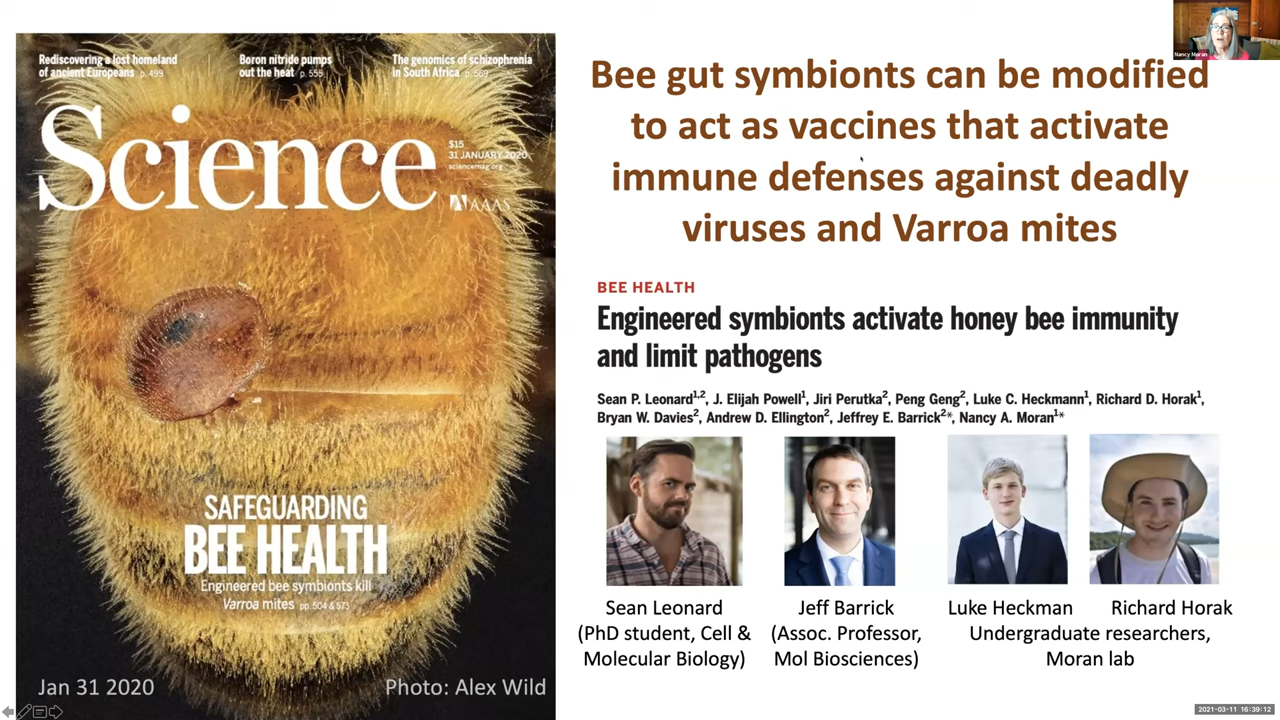 Rediscovering a lost homeland
of ancient Europeans p. 499
Boron nitride pumps
out the heat p. 555
The genomics of schizophrenia
in South Africa p. 569
Science
$15
31 JANUARY 2020
sciencemag.org
AAAS
SAFEGUARDING
BEE HEALTH
Engineered bee symbionts kill
Varroa mites pp. 504 & 573
Jan 31 2020
Photo: Alex Wild
Nancy Moran
Bee gut symbionts can be modified
to act as vaccines that activate
immune defenses against deadly
viruses and Varroa mites
BEE HEALTH
Engineered symbionts activate honey bee immunity
and limit pathogens
Sean P. Leonard1,2, J. Elijah Powell1, Jiri Perutka2, Peng Geng2, Luke C. Heckmann1, Richard D. Horak1,
Bryan W. Davies2, Andrew D. Ellington2, Jeffrey E. Barrick2*, Nancy A. Moran1*
Sean Leonard
(PhD student, Cell &
Molecular Biology)
Jeff Barrick
(Assoc. Professor,
Mol Biosciences)
Luke Heckman
Richard Horak
Undergraduate researchers,
Moran lab
2021-03-11 16:39:12